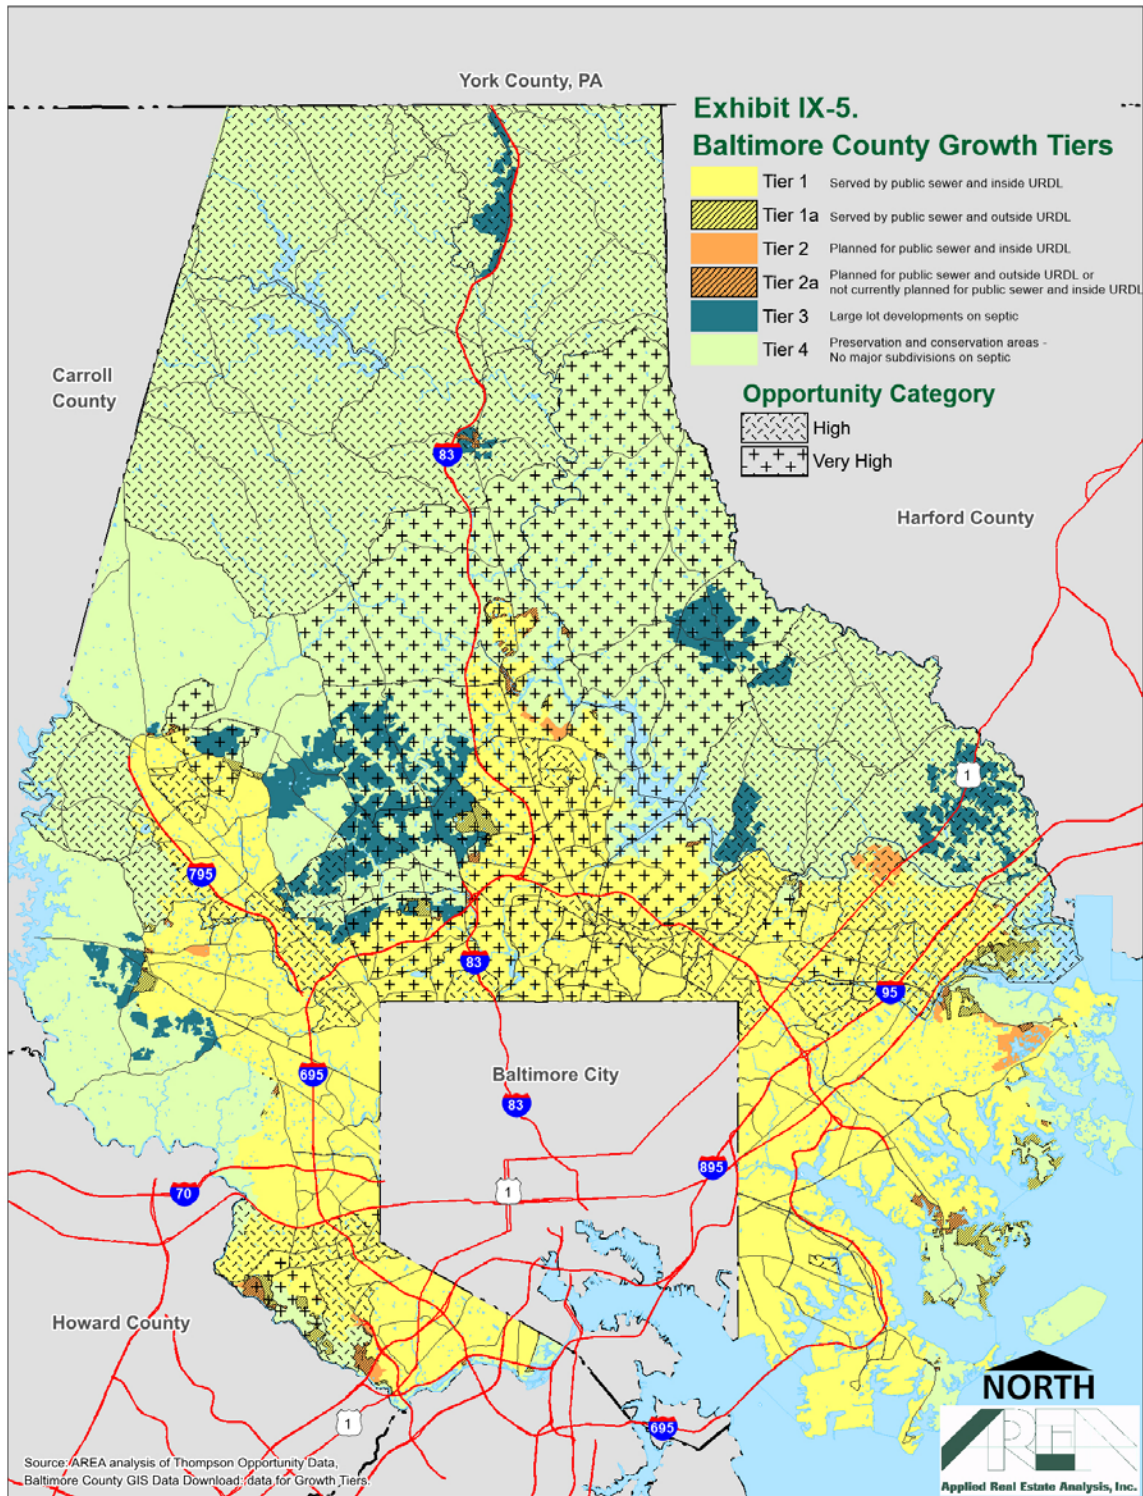 York County, PA
Exhibit IX-5.
Baltimore County Growth Tiers
Tier 1 Served by public sewer and inside URDL
Tier 1a Served by public sewer and outside URDL
Tier 2 Planned for public sewer and inside URDL
Tier 2a Planned for public sewer and outside URDL or
not currently planned for public sewer and inside URDL
Tier 3 Large lot developments on septic
Tier 4 Preservation and conservation areas -
No major subdivisions on septic
Opportunity Category
High
Very High
Carroll
County
83
Harford County
1
795
83
95
695
Baltimore City
83
895
70
1
Howard County
NORTH
1
695
AREA
Applied Real Estate Analysis, Inc.
Source: AREA analysis of Thompson Opportunity Data,
Baltimore County GIS Data Download: data for Growth Tiers.